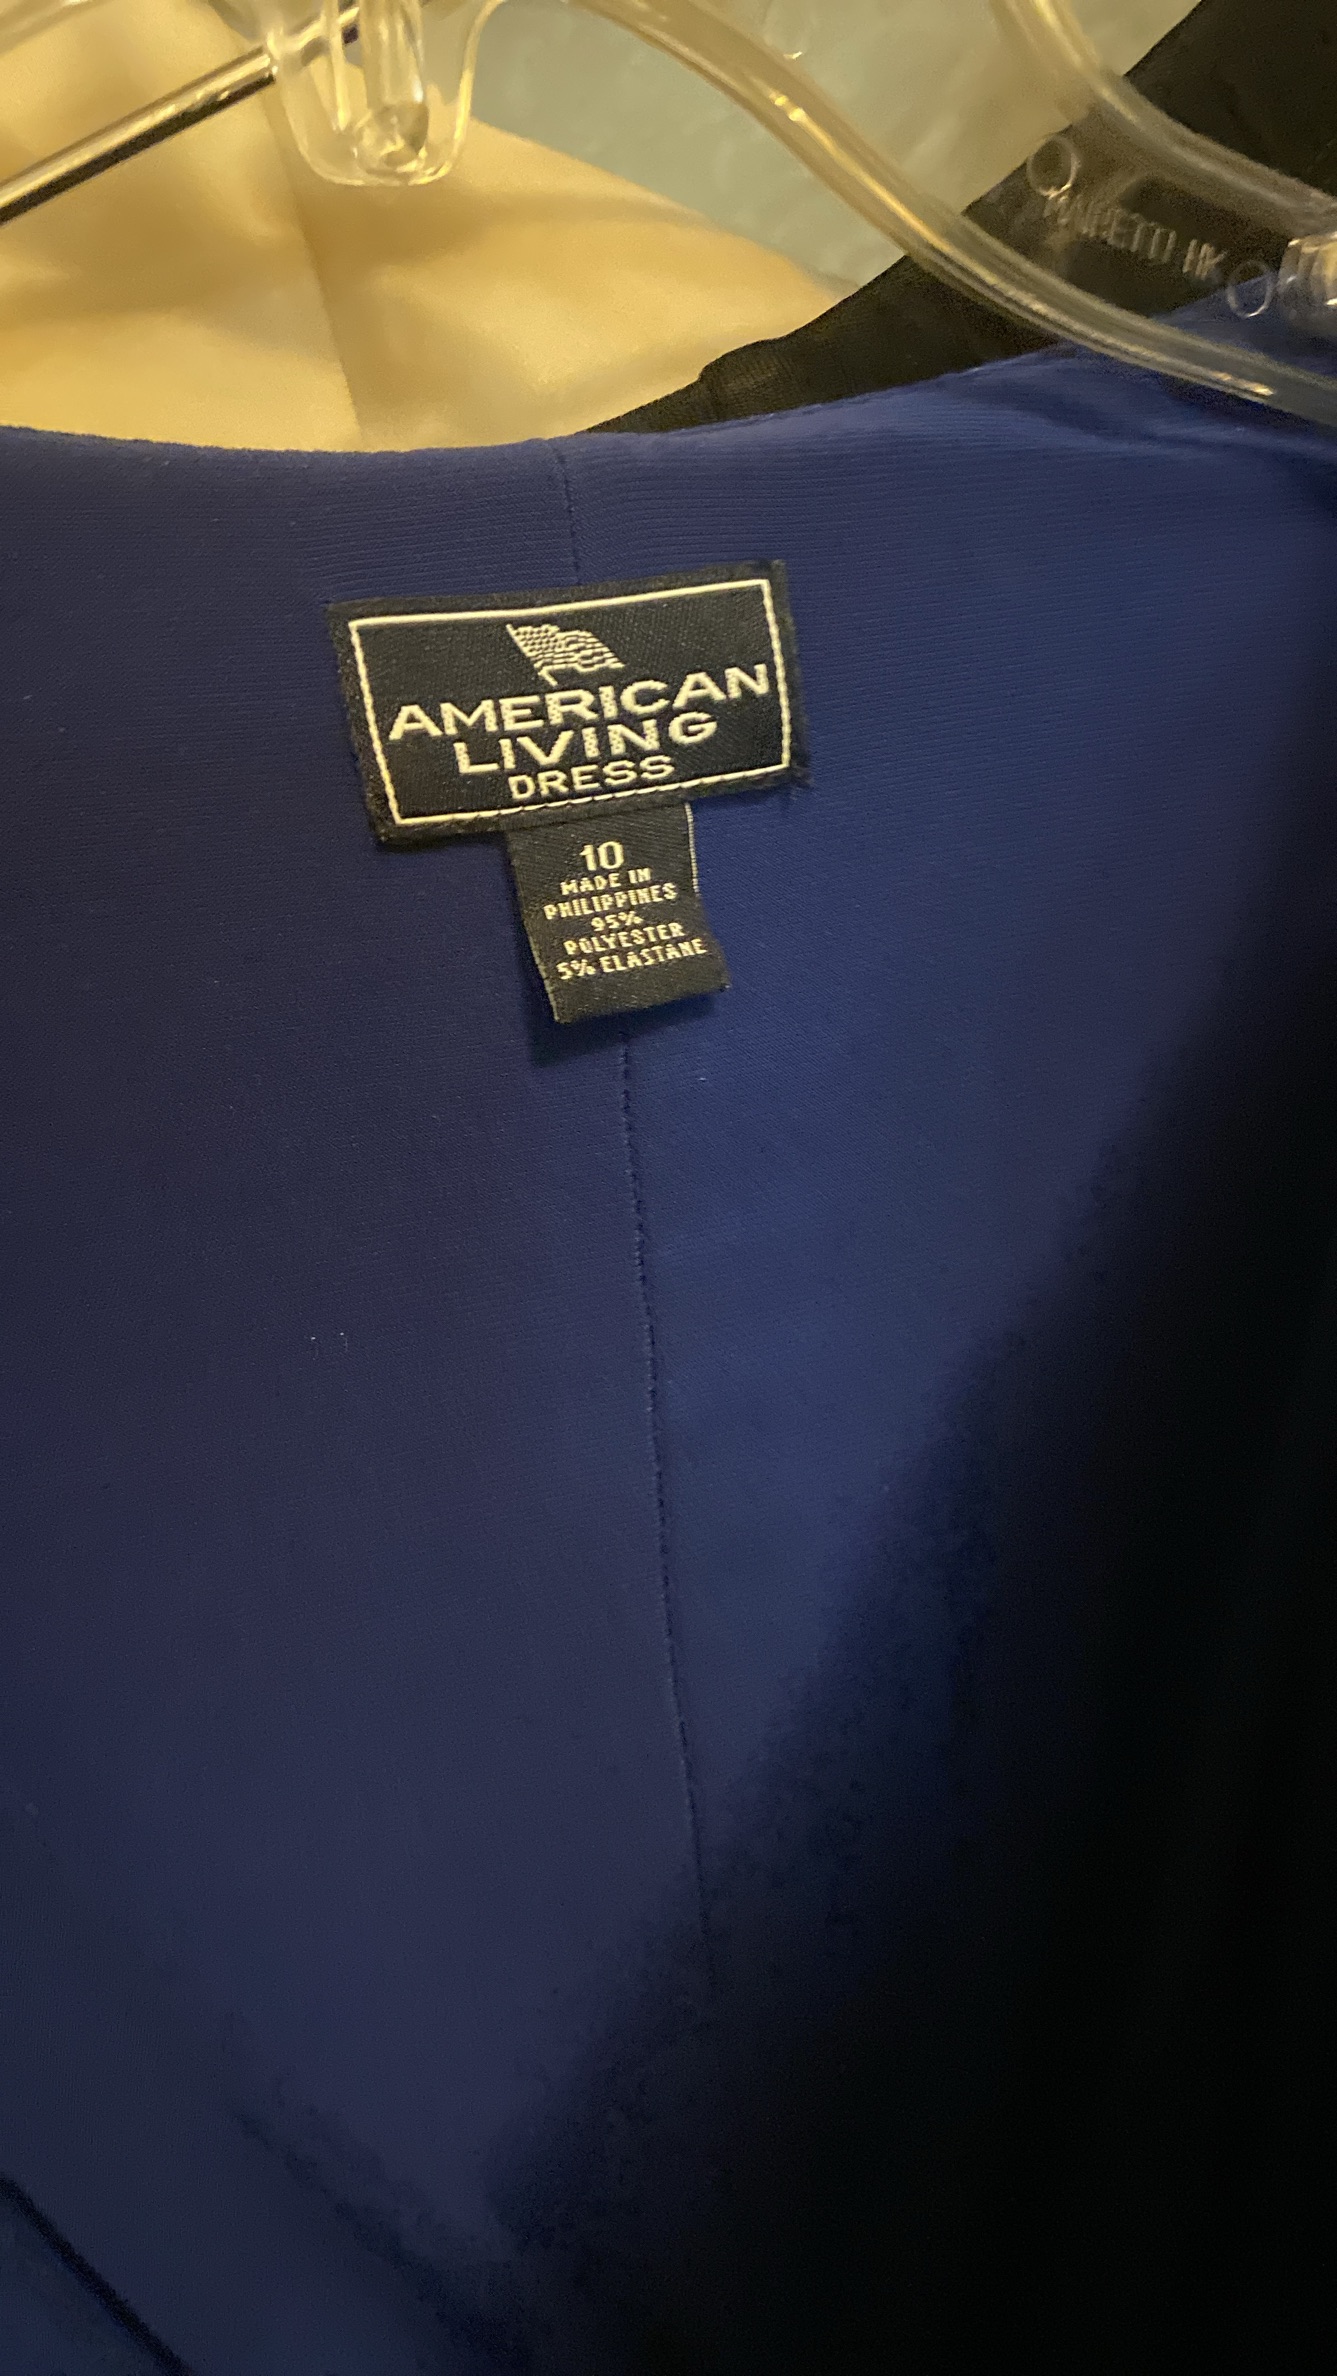 AMERICAN
LIVING
DRESS
10
MADE IN
PHILIPPINES
95%
POLYESTER
5% ELASTANE